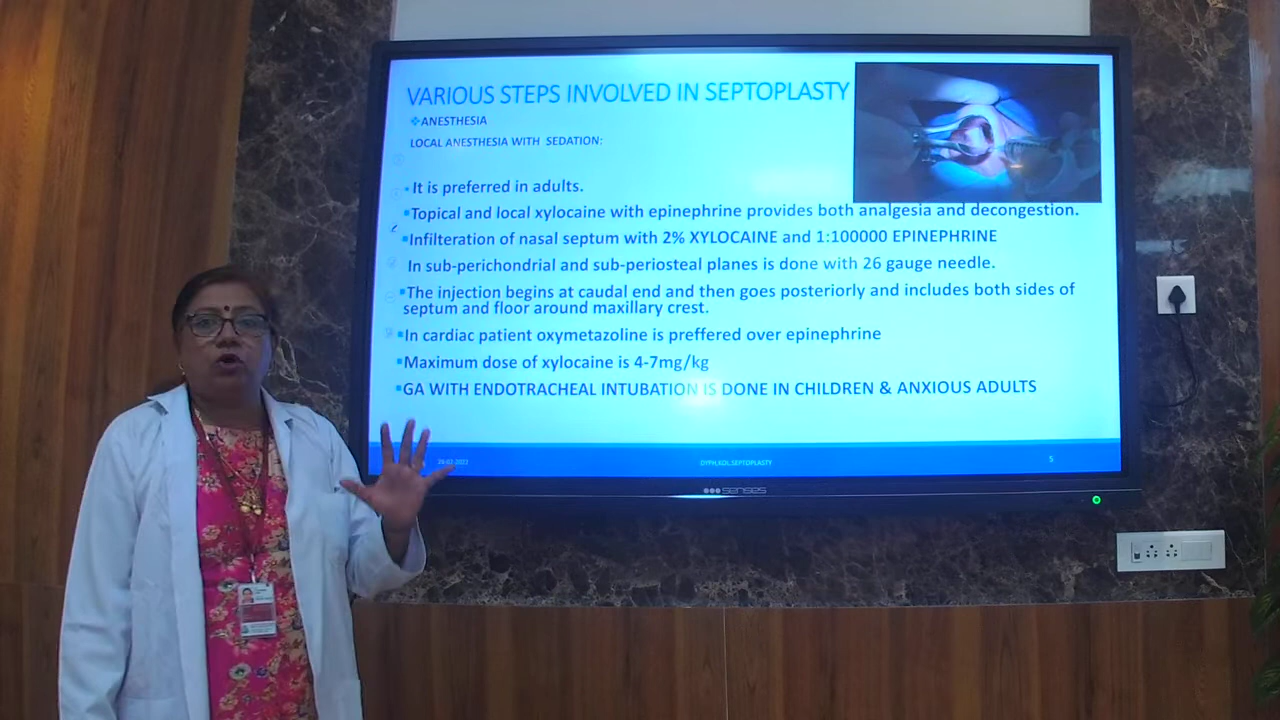 VARIOUS STEPS INVOLVED IN SEPTOPLASTY
❖ANESTHESIA
LOCAL ANESTHESIA WITH SEDATION:
▪It is preferred in adults.
▪Topical and local xylocaine with epinephrine provides both analgesia and decongestion.
▪Infilteration of nasal septum with 2% XYLOCAINE and 1:100000 EPINEPHRINE
In sub-perichondrial and sub-periosteal planes is done with 26 gauge needle.
▪The injection begins at caudal end and then goes posteriorly and includes both sides of
septum and floor around maxillary crest.
▪In cardiac patient oxymetazoline is preffered over epinephrine
▪Maximum dose of xylocaine is 4-7mg/kg
▪GA WITH ENDOTRACHEAL INTUBATION IS DONE IN CHILDREN & ANXIOUS ADULTS
DYPH,KOL,SEPTOPLASTY
5
senses